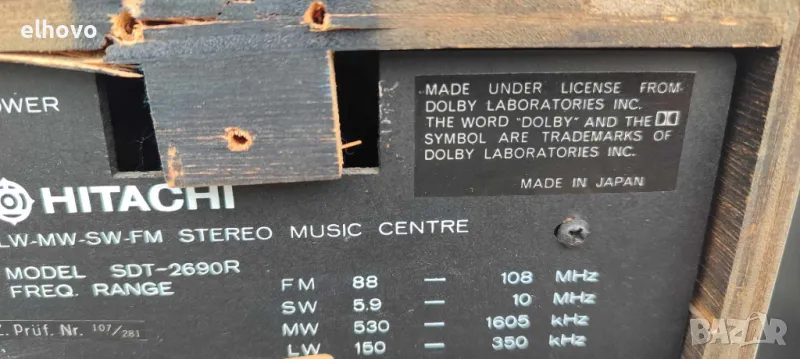 elhovo
OWER
MADE UNDER LICENSE FROM
DOLBY LABORATORIES INC.
THE WORD "DOLBY" AND THE
SYMBOL ARE TRADEMARKS OF
DOLBY LABORATORIES INC.
MADE IN JAPAN
HITACHI
LW-MW-SW-FM STEREO MUSIC CENTRE
MODEL SDT-2690R
FREQ. RANGE
FM 88 — 108 MHz
SW 5.9 — 10 MHz
MW 530 — 1605 kHz
LW 150 — 350 kHz
Z. Prüf. Nr. 107/281
BAZAR
bg